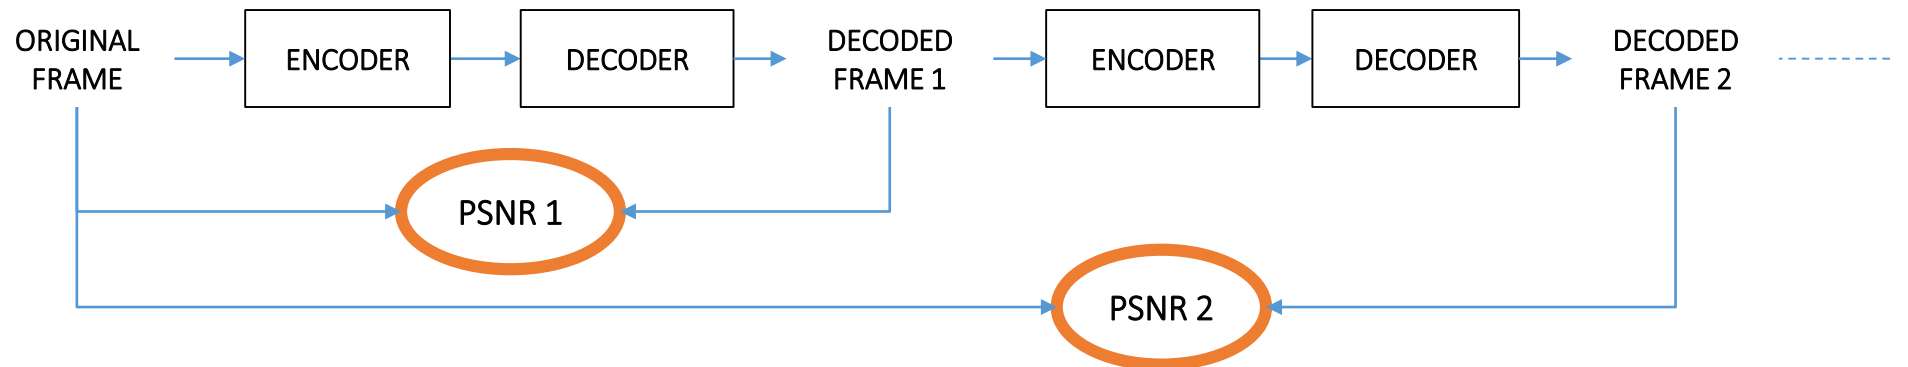 ORIGINAL
FRAME
ENCODER
DECODER
DECODED
FRAME 1
ENCODER
DECODER
DECODED
FRAME 2
PSNR 1
PSNR 2